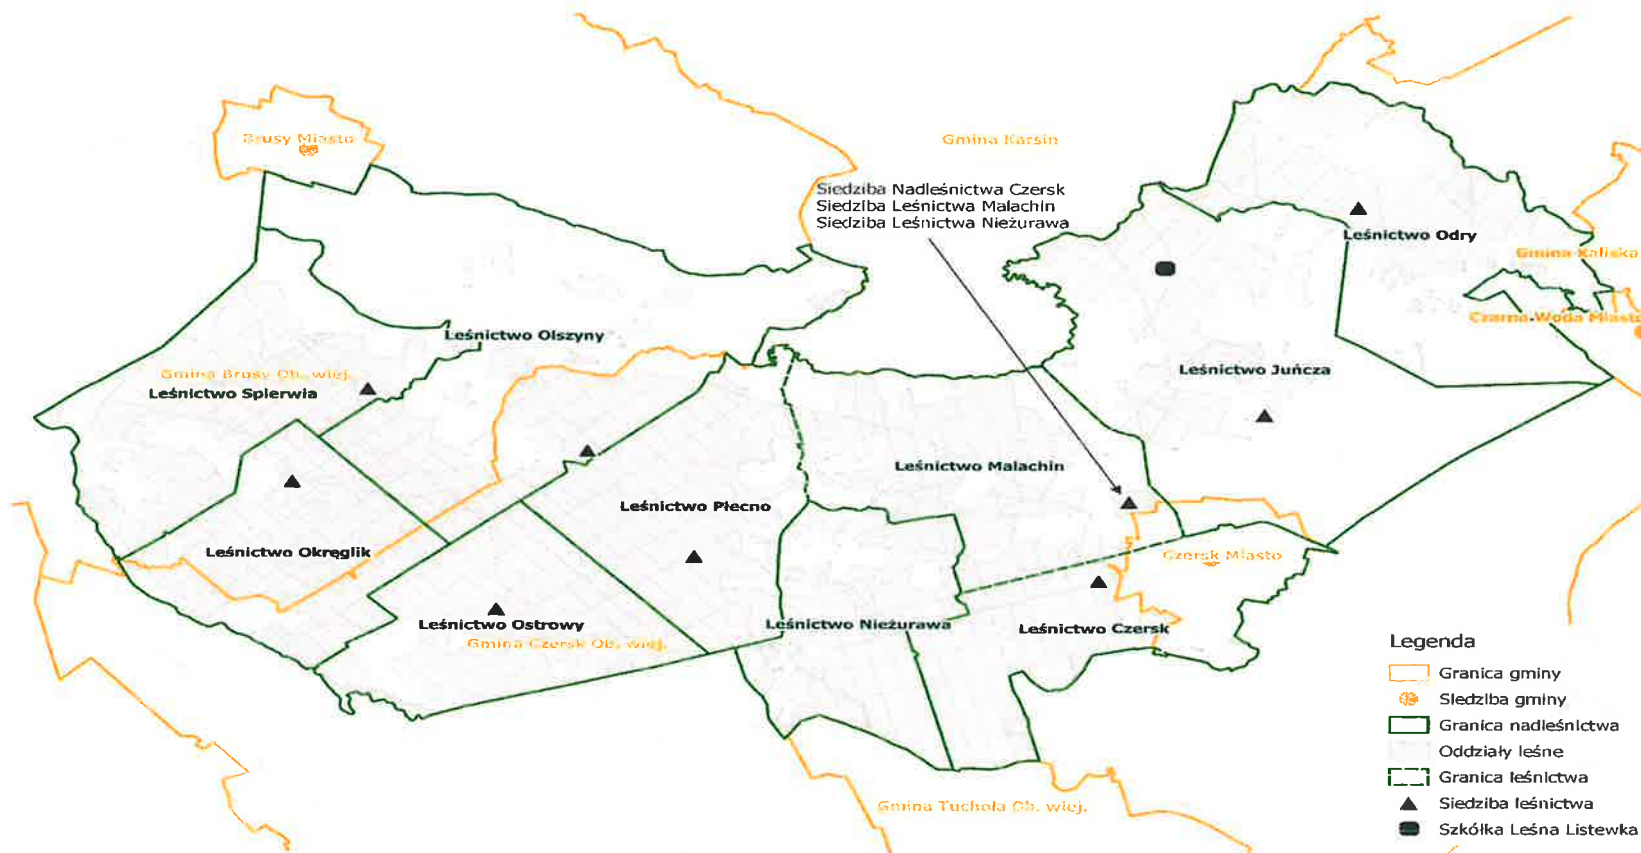 Brusy Miasto
Gmina Karsin
Siedziba Nadleśnictwa Czersk
Siedziba Leśnictwa Malachin
Siedziba Leśnictwa Nieżurawa
Leśnictwo Odry
Gmina Kaliska
Czarna Woda Miasto
Leśnictwo Olszyny
Gmina Brusy Ob. wiej.
Leśnictwo Spierwia
Leśnictwo Juńcza
Leśnictwo Malachin
Leśnictwo Płecno
Leśnictwo Okręglik
Czersk Miasto
Leśnictwo Ostrowy
Gmina Czersk Ob. wiej.
Leśnictwo Nieżurawa
Leśnictwo Czersk
Gmina Tuchola Ob. wiej.
Legenda
Granica gminy
Siedziba gminy
Granica nadleśnictwa
Oddziały leśne
Granica leśnictwa
Siedziba leśnictwa
Szkółka Leśna Listewka